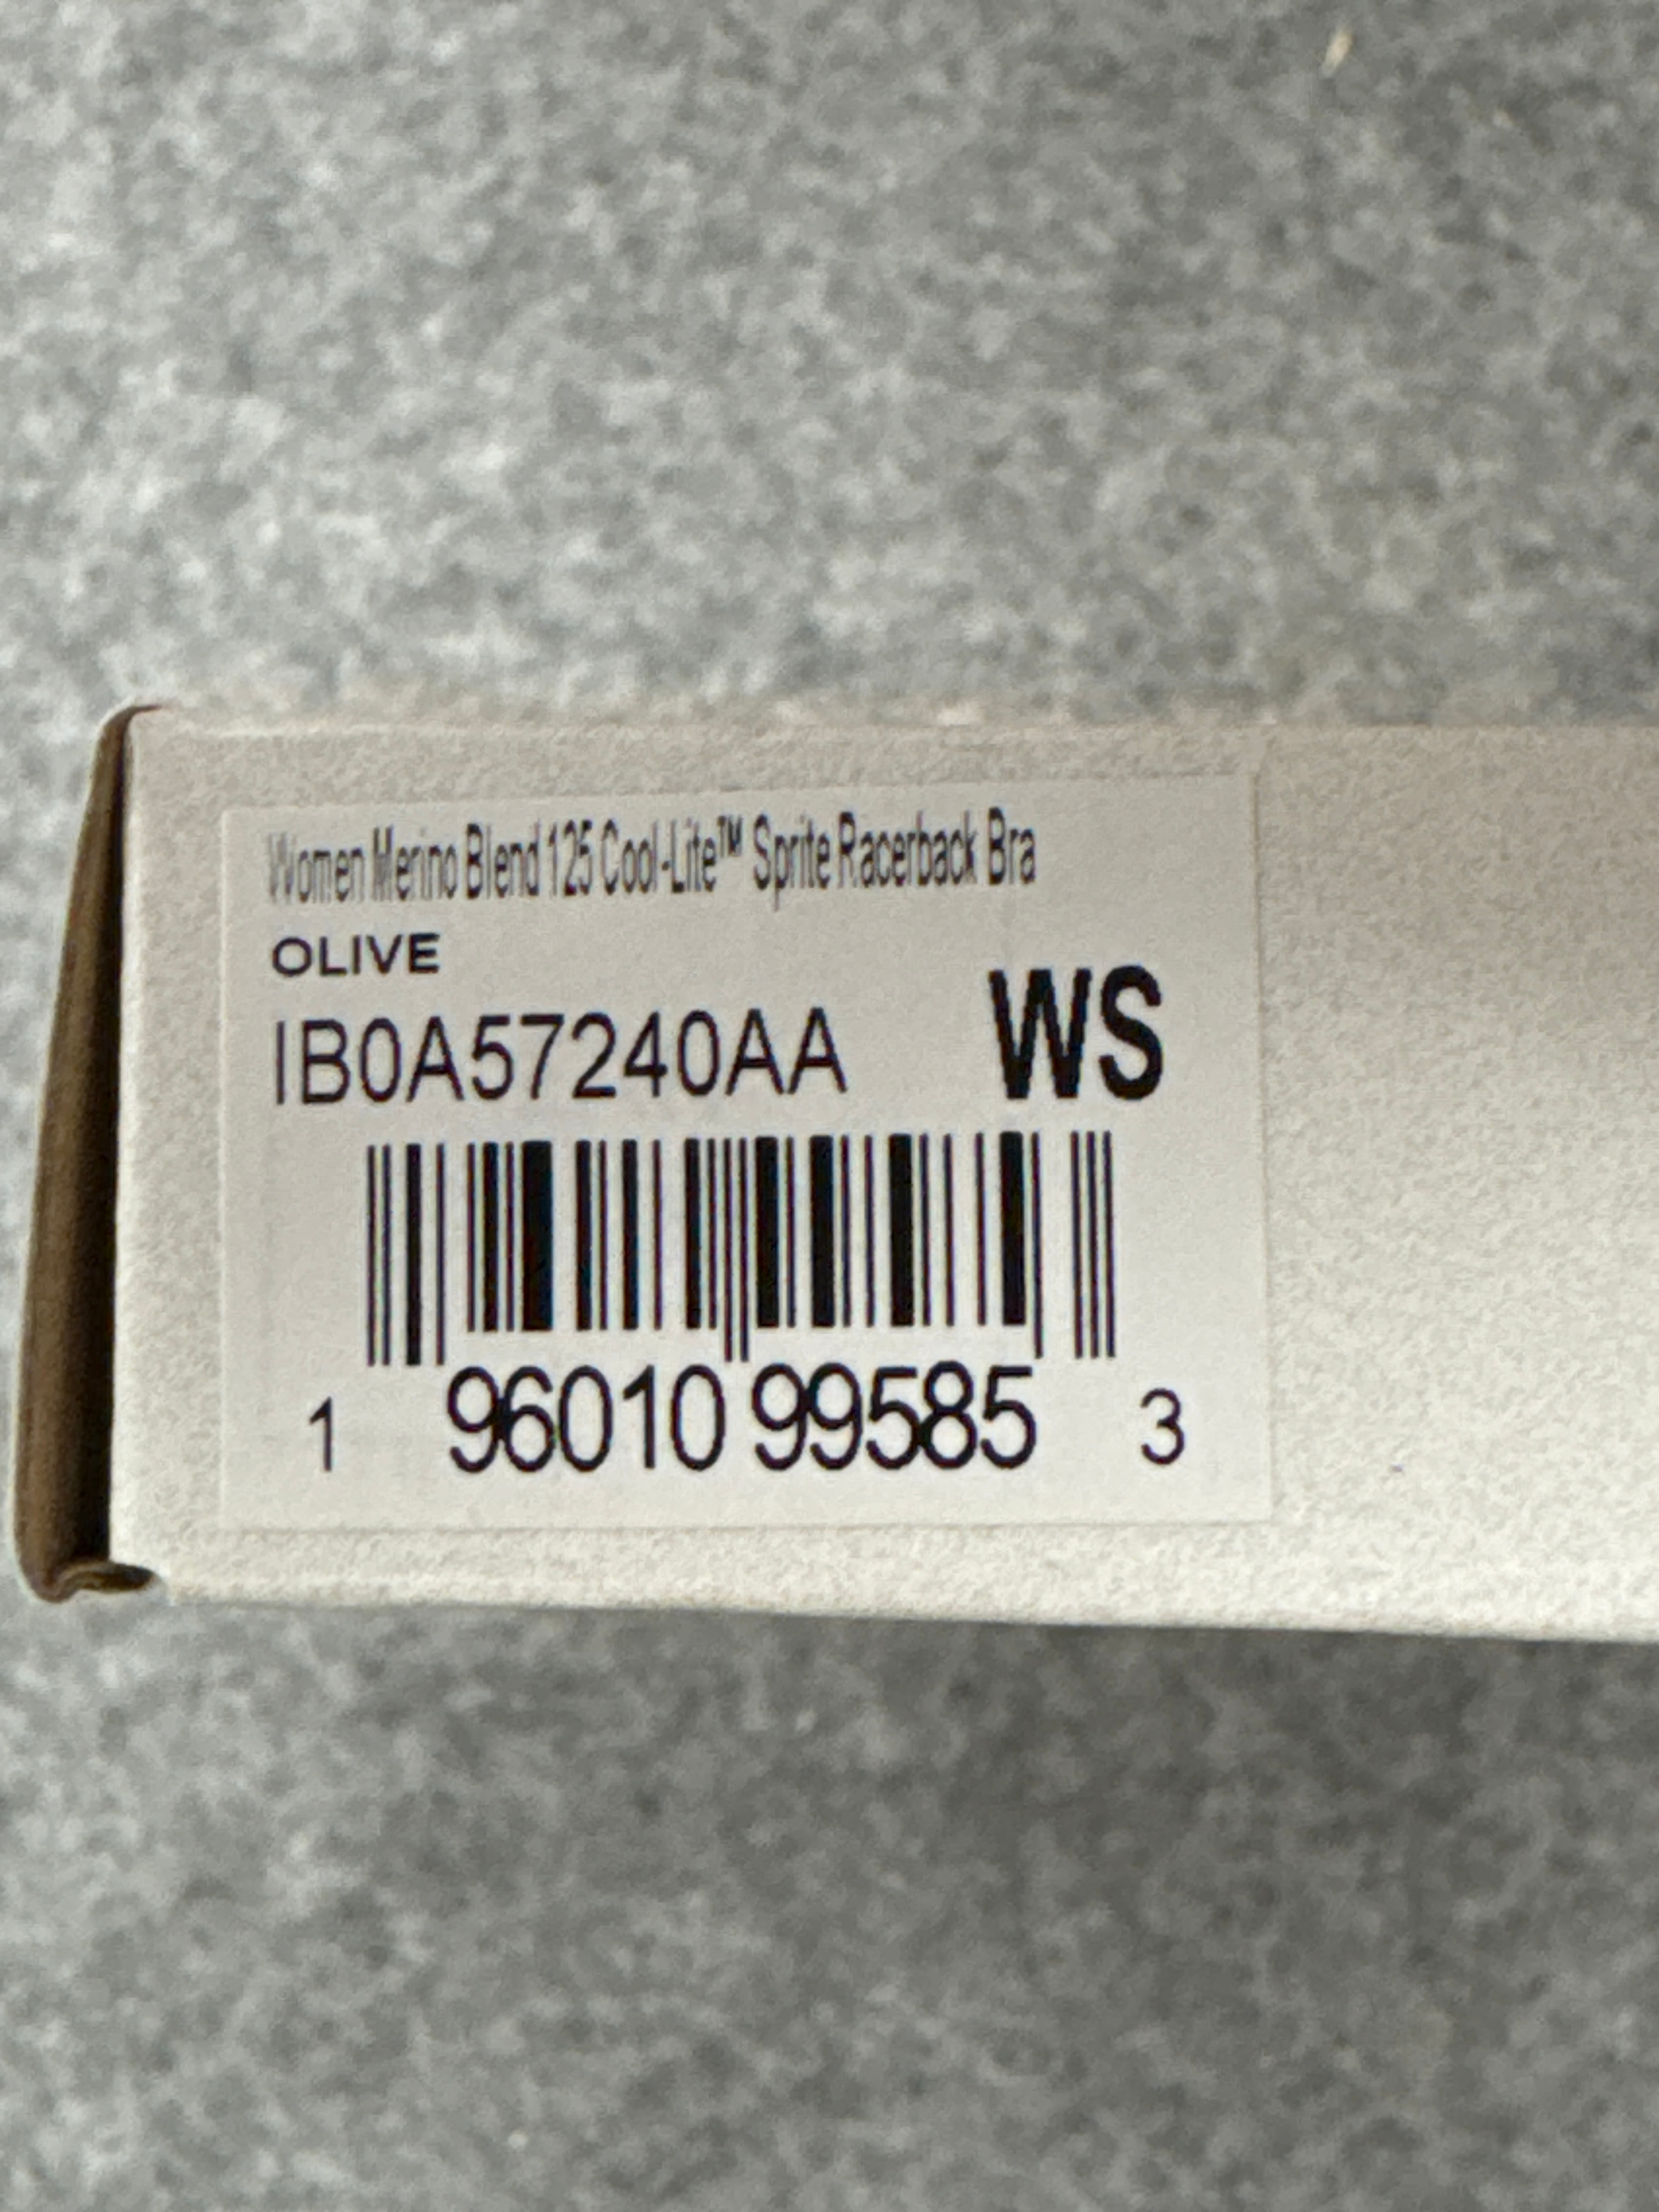 Women Merino Blend 125 Cool-Lite™ Sprite Racerback Bra
OLIVE
IB0A57240AA WS
1 96010 99585 3